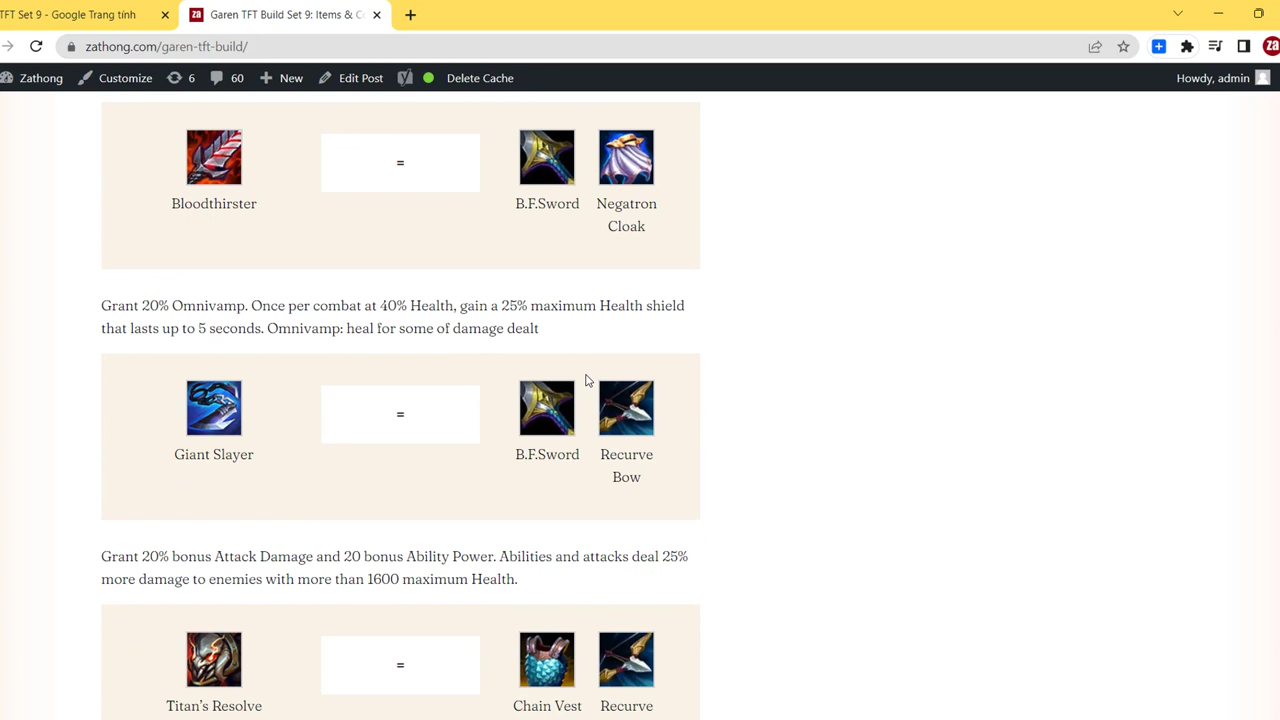 TFT Set 9 - Google Trang tính
za Garen TFT Build Set 9: Items & C
zathong.com/garen-tft-build/
za
Zathong Customize 6 60 New Edit Post Delete Cache Howdy, admin
=
Bloodthirster B.F.Sword Negatron
Cloak
Grant 20% Omnivamp. Once per combat at 40% Health, gain a 25% maximum Health shield
that lasts up to 5 seconds. Omnivamp: heal for some of damage dealt
=
Giant Slayer B.F.Sword Recurve
Bow
Grant 20% bonus Attack Damage and 20 bonus Ability Power. Abilities and attacks deal 25%
more damage to enemies with more than 1600 maximum Health.
=
Titan's Resolve Chain Vest Recurve